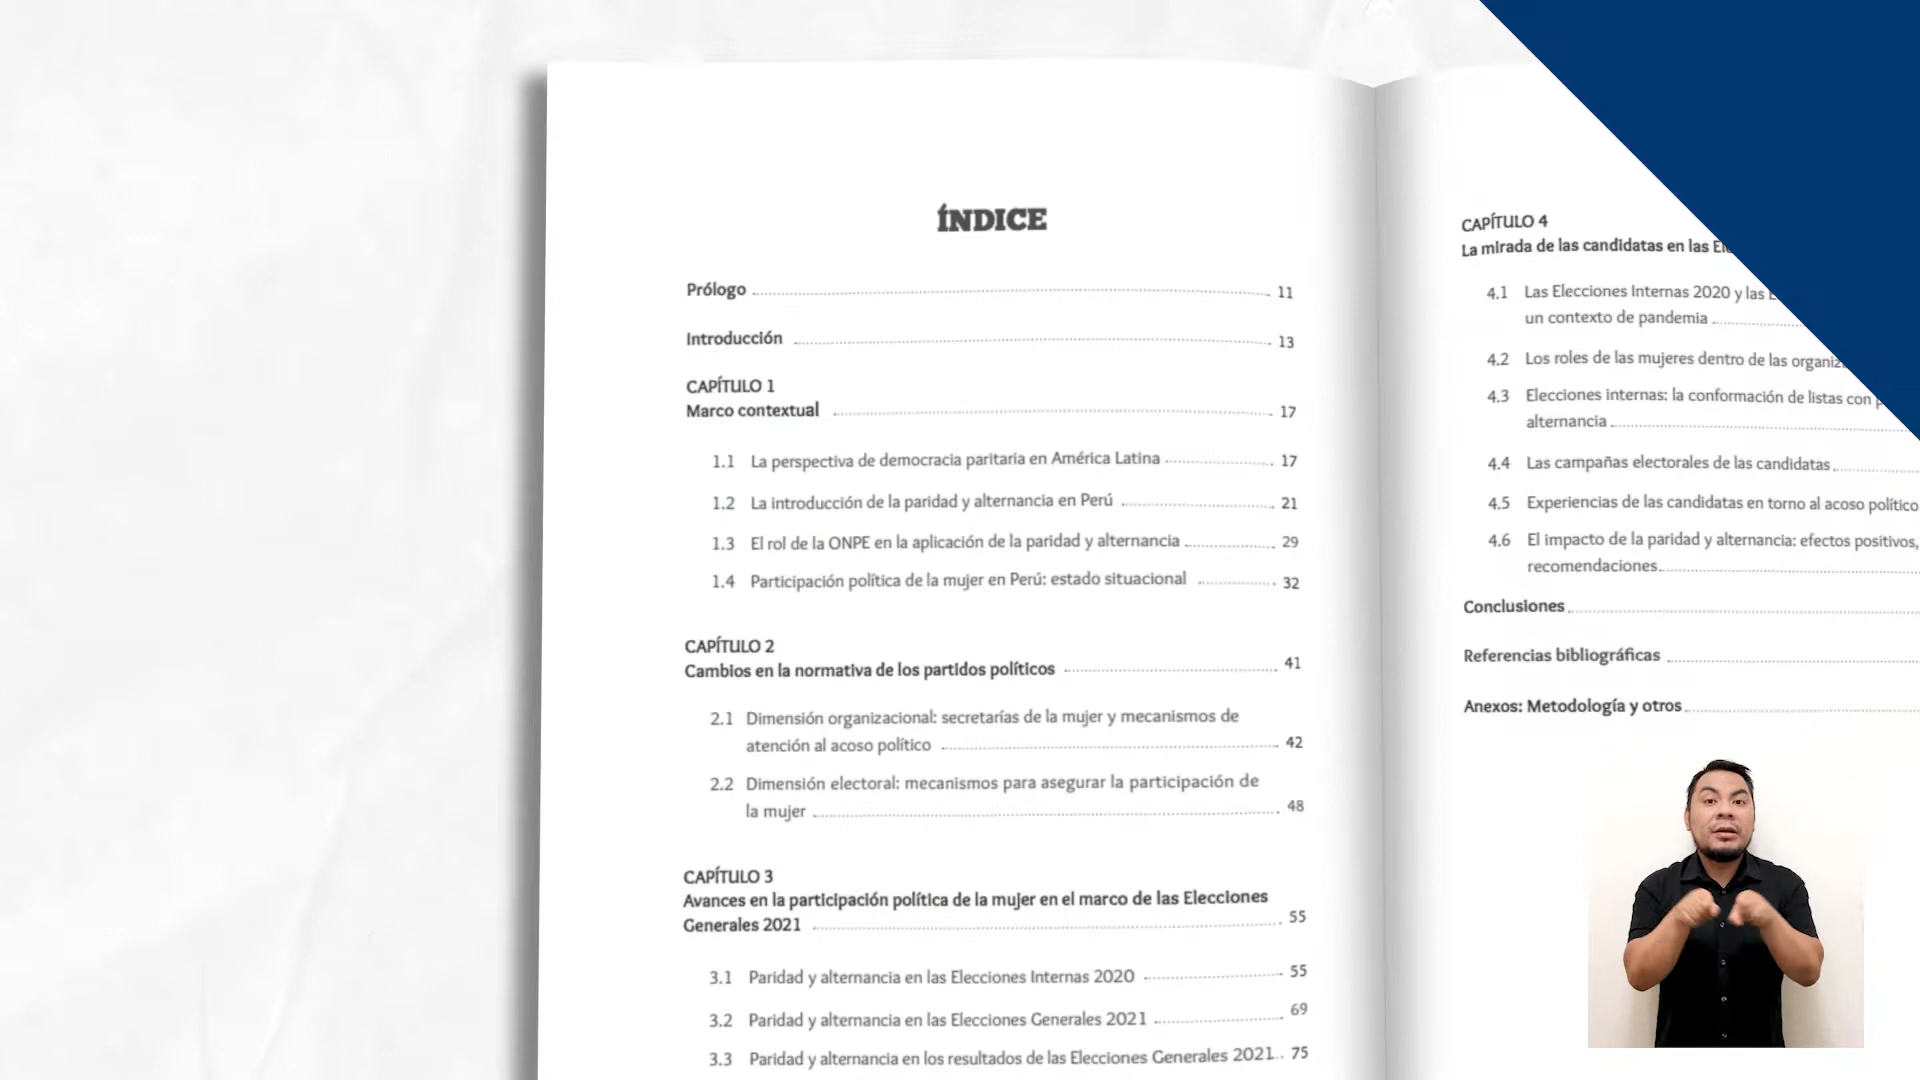 ÍNDICE
Prólogo 11
Introducción 13
CAPÍTULO 1
Marco contextual 17
1.1 La perspectiva de democracia paritaria en América Latina 17
1.2 La introducción de la paridad y alternancia en Perú 21
1.3 El rol de la ONPE en la aplicación de la paridad y alternancia 29
1.4 Participación política de la mujer en Perú: estado situacional 32
CAPÍTULO 2
Cambios en la normativa de los partidos políticos 41
2.1 Dimensión organizacional: secretarías de la mujer y mecanismos de
atención al acoso político 42
2.2 Dimensión electoral: mecanismos para asegurar la participación de
la mujer 48
CAPÍTULO 3
Avances en la participación política de la mujer en el marco de las Elecciones
Generales 2021 55
3.1 Paridad y alternancia en las Elecciones Internas 2020 55
3.2 Paridad y alternancia en las Elecciones Generales 2021 69
3.3 Paridad y alternancia en los resultados de las Elecciones Generales 2021 75
CAPÍTULO 4
La mirada de las candidatas en las
4.1 Las Elecciones Internas 2020 y las
un contexto de pandemia
4.2 Los roles de las mujeres dentro de las
4.3 Elecciones internas: la conformación de listas con
alternancia
4.4 Las campañas electorales de las candidatas
4.5 Experiencias de las candidatas en torno al acoso político
4.6 El impacto de la paridad y alternancia: efectos positivos,
recomendaciones
Conclusiones
Referencias bibliográficas
Anexos: Metodología y otros